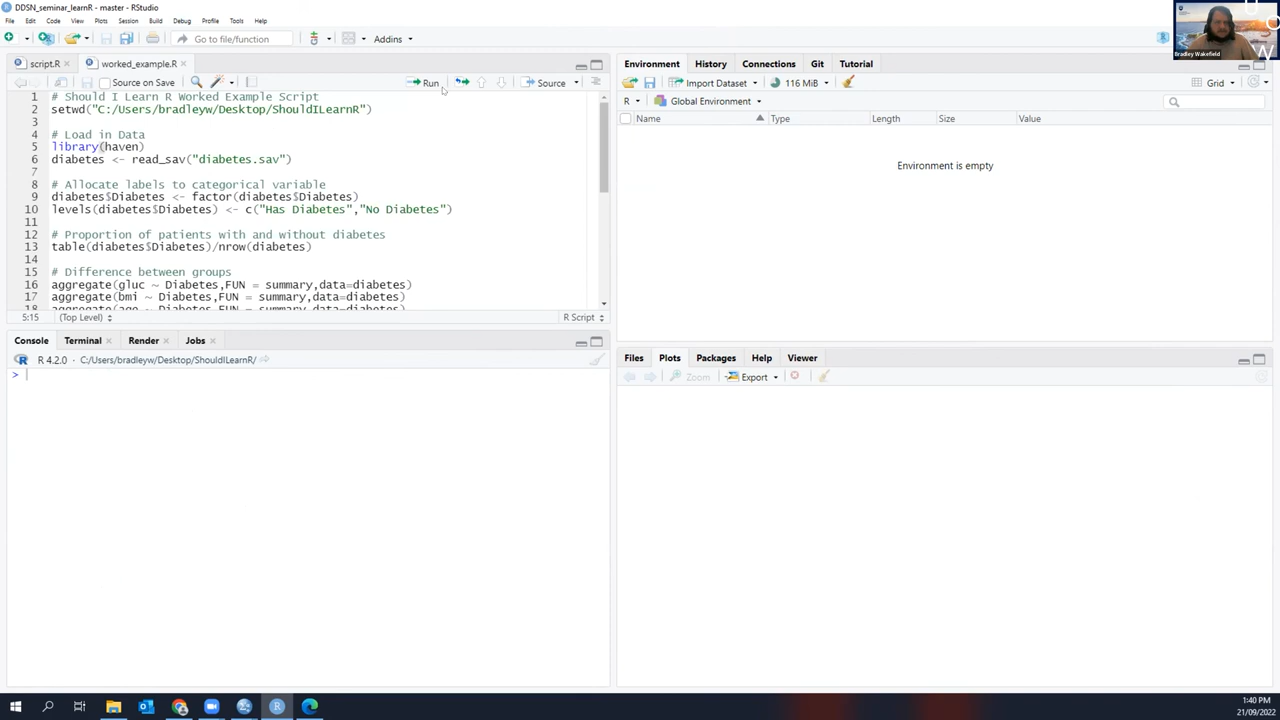 DDSN_seminar_learnR - master - RStudio
File Edit Code View Plots Session Build Debug Profile Tools Help
Go to file/function
Addins
script.R
worked_example.R
Source on Save
Run
Source
1 # Should I Learn R Worked Example Script
2 setwd("C:/Users/bradleyw/Desktop/ShouldILearnR")
3
4 # Load in Data
5 library(haven)
6 diabetes <- read_sav("diabetes.sav")
7
8 # Allocate labels to categorical variable
9 diabetes$Diabetes <- factor(diabetes$Diabetes)
10 levels(diabetes$Diabetes) <- c("Has Diabetes","No Diabetes")
11
12 # Proportion of patients with and without diabetes
13 table(diabetes$Diabetes)/nrow(diabetes)
14
15 # Difference between groups
16 aggregate(gluc ~ Diabetes,FUN = summary,data=diabetes)
17 aggregate(bmi ~ Diabetes,FUN = summary,data=diabetes)
18 aggregate(age ~ Diabetes,FUN = summary,data=diabetes)
5:15 (Top Level) R Script
Console Terminal Render Jobs
R 4.2.0 · C:/Users/bradleyw/Desktop/ShouldILearnR/
>
Environment History Connections Git Tutorial
Import Dataset 116 MiB Grid
R Global Environment
Name Type Length Size Value
Environment is empty
Files Plots Packages Help Viewer
Zoom Export
Bradley Wakefield
U
O
W
1:40 PM
21/09/2022